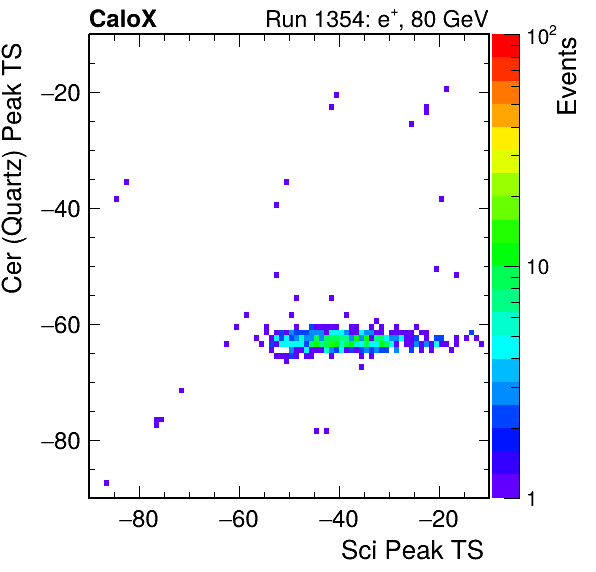 CaloX Run 1354: e⁺, 80 GeV
Cer (Quartz) Peak TS
−20
−40
−60
−80
−80 −60 −40 −20
Sci Peak TS
10²
10
1
Events